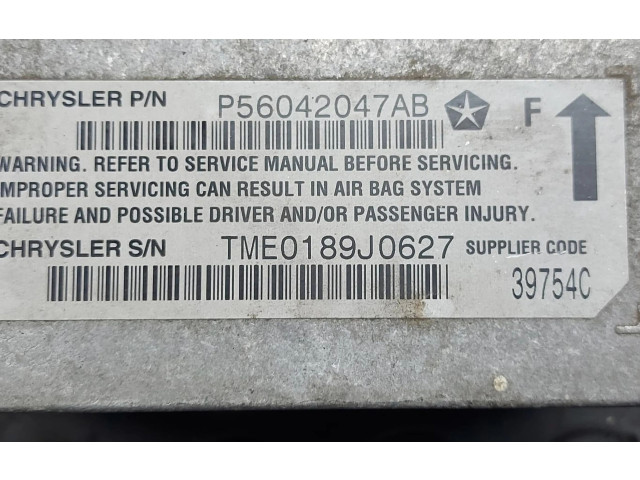 CHRYSLER P/N P56042047AB F
WARNING. REFER TO SERVICE MANUAL BEFORE SERVICING.
IMPROPER SERVICING CAN RESULT IN AIR BAG SYSTEM
FAILURE AND POSSIBLE DRIVER AND/OR PASSENGER INJURY.
CHRYSLER S/N TME0189J0627 SUPPLIER CODE
39754C